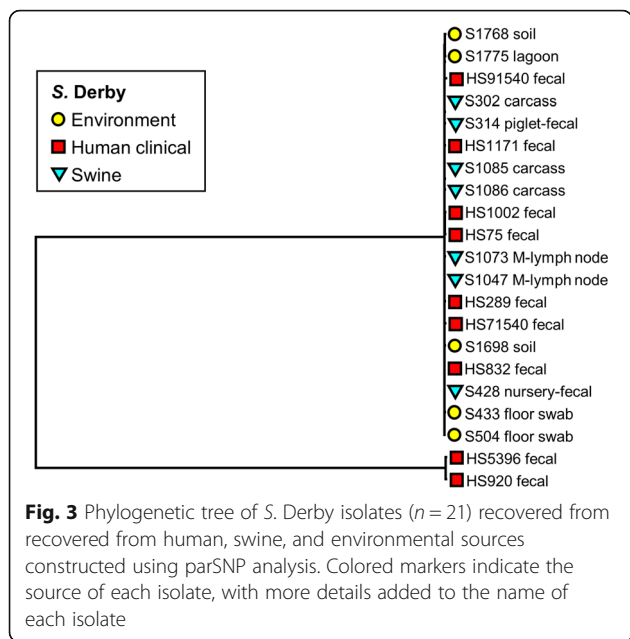 S. Derby
Environment
Human clinical
Swine
S1768 soil
S1775 lagoon
HS91540 fecal
S302 carcass
S314 piglet-fecal
HS1171 fecal
S1085 carcass
S1086 carcass
HS1002 fecal
HS75 fecal
S1073 M-lymph node
S1047 M-lymph node
HS289 fecal
HS71540 fecal
S1698 soil
HS832 fecal
S428 nursery-fecal
S433 floor swab
S504 floor swab
HS5396 fecal
HS920 fecal
Fig. 3 Phylogenetic tree of S. Derby isolates (n = 21) recovered from
recovered from human, swine, and environmental sources
constructed using parSNP analysis. Colored markers indicate the
source of each isolate, with more details added to the name of
each isolate